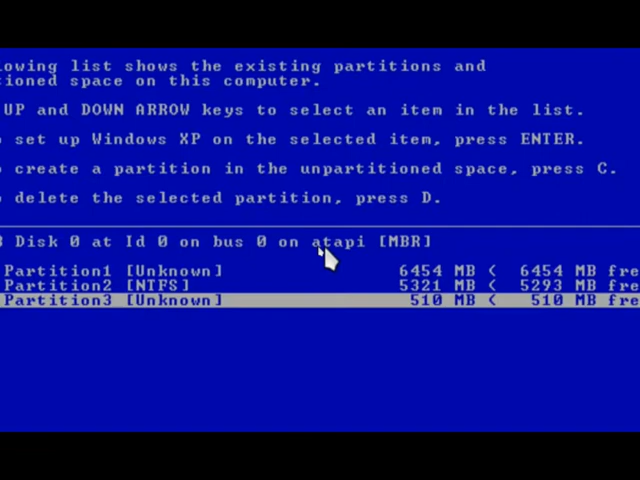 lowing list shows the existing partitions and
tioned space on this computer.
UP and DOWN ARROW keys to select an item in the list.
o set up Windows XP on the selected item, press ENTER.
o create a partition in the unpartitioned space, press C.
o delete the selected partition, press D.
Disk 0 at Id 0 on bus 0 on atapi [MBR]
Partition1 [Unknown] 6454 MB ( 6454 MB fre
Partition2 [NTFS] 5321 MB ( 5293 MB fre
Partition3 [Unknown] 510 MB ( 510 MB fre